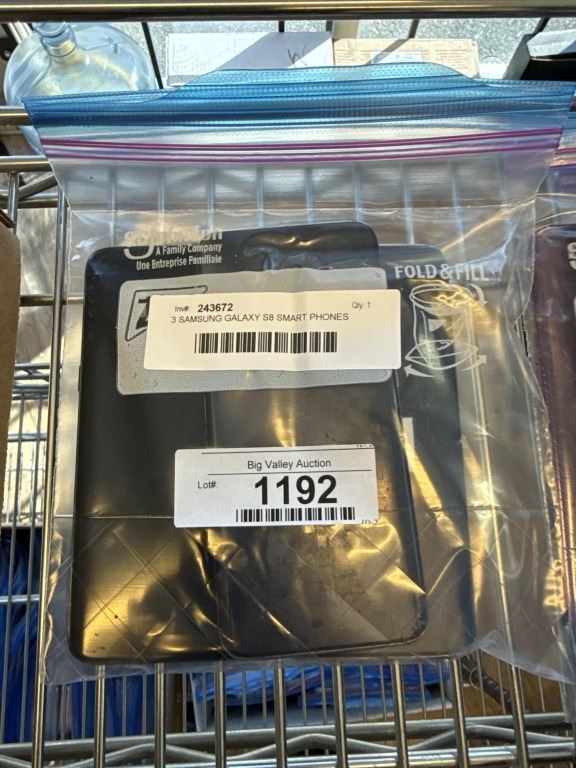 A Family Company
Une Entreprise Familiale
FOLD & FILL
Inv#: 243672 Qty: 1
3 SAMSUNG GALAXY S8 SMART PHONES
Big Valley Auction
Lot#: 1192